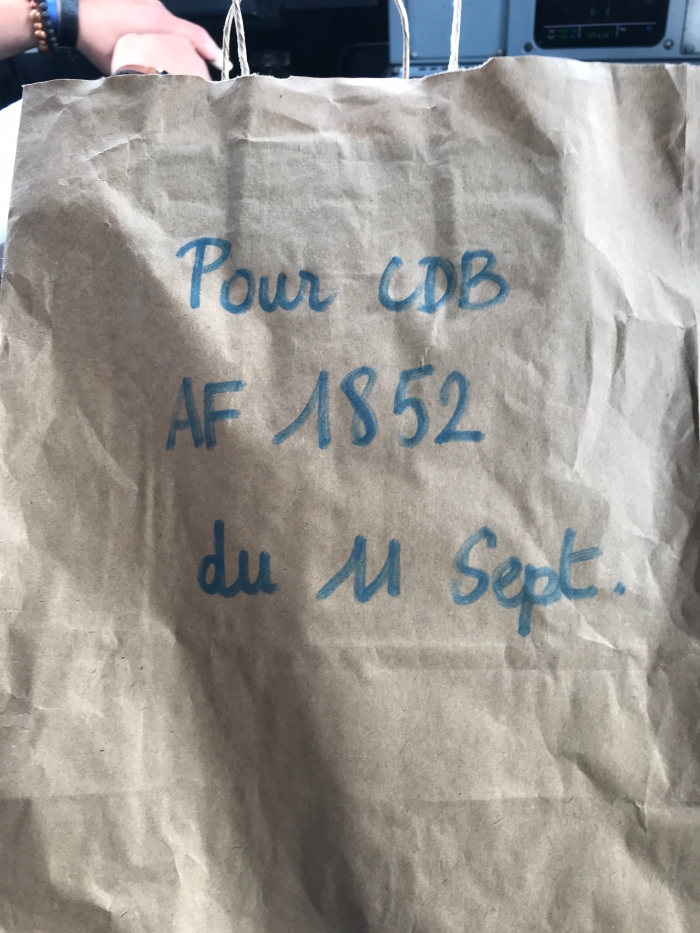 Pour CDB
AF 1852
du 11 Sept.